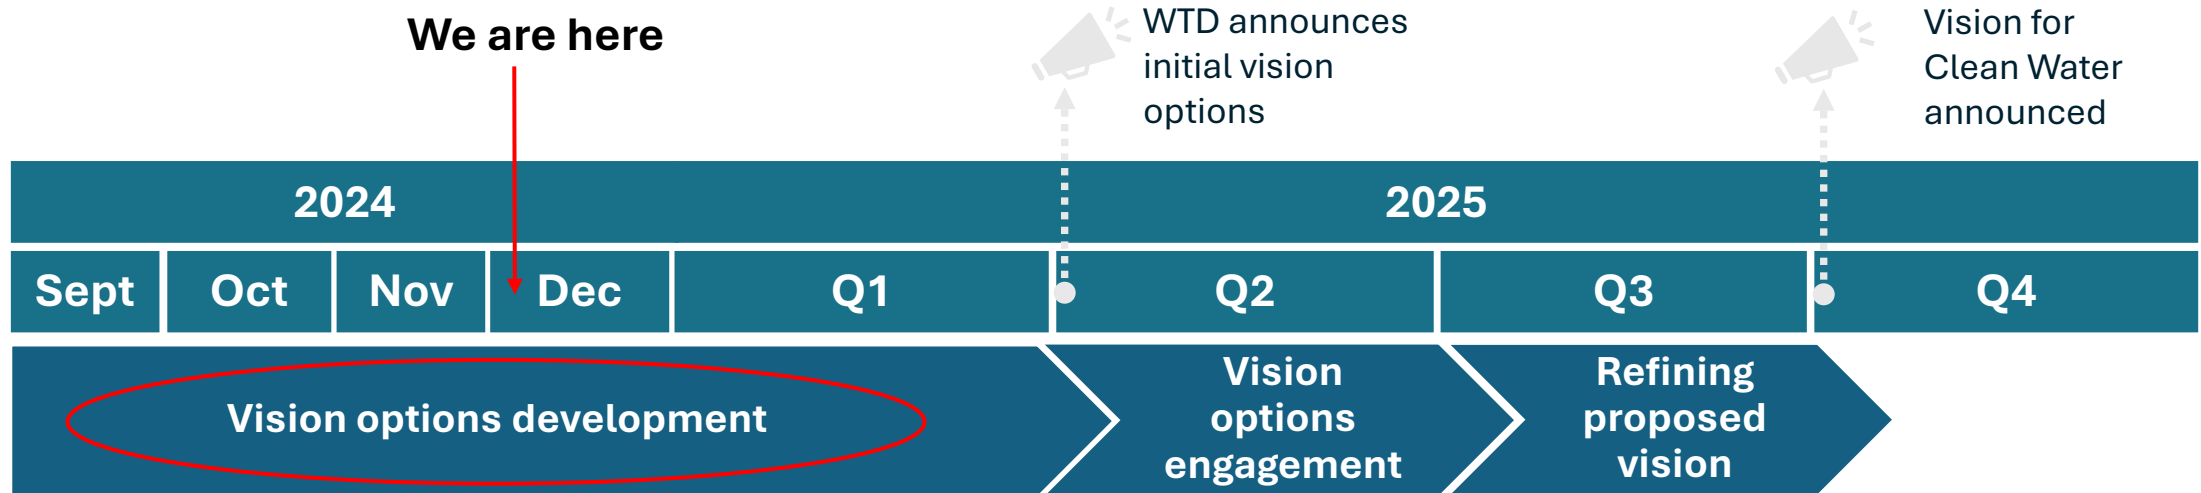 We are here
WTD announces
initial vision
options
Vision for
Clean Water
announced
2024
2025
Sept
Oct
Nov
Dec
Q1
Q2
Q3
Q4
Vision options development
Vision
options
engagement
Refining
proposed
vision